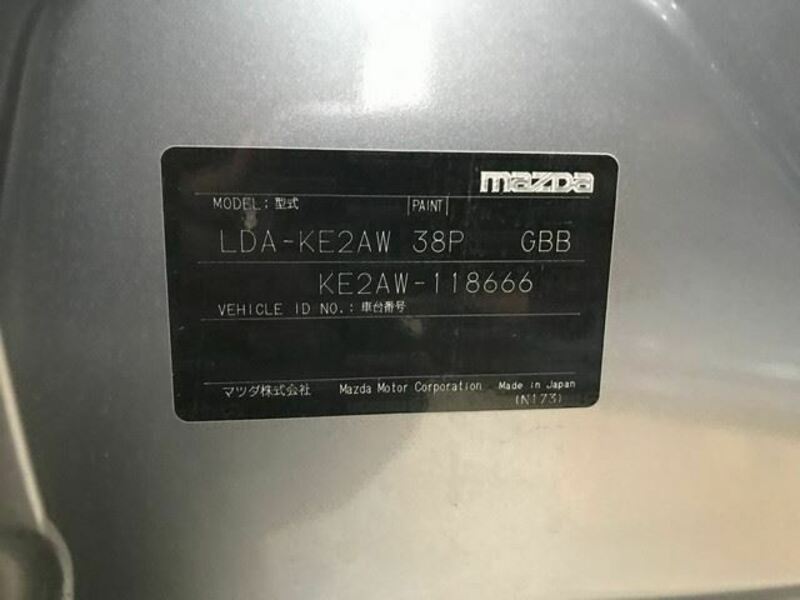 mazda
MODEL: 型式 |PAINT|
LDA-KE2AW 38P GBB
KE2AW-118666
VEHICLE ID NO.: 車台番号
マツダ株式会社 Mazda Motor Corporation Made in Japan
(N173)